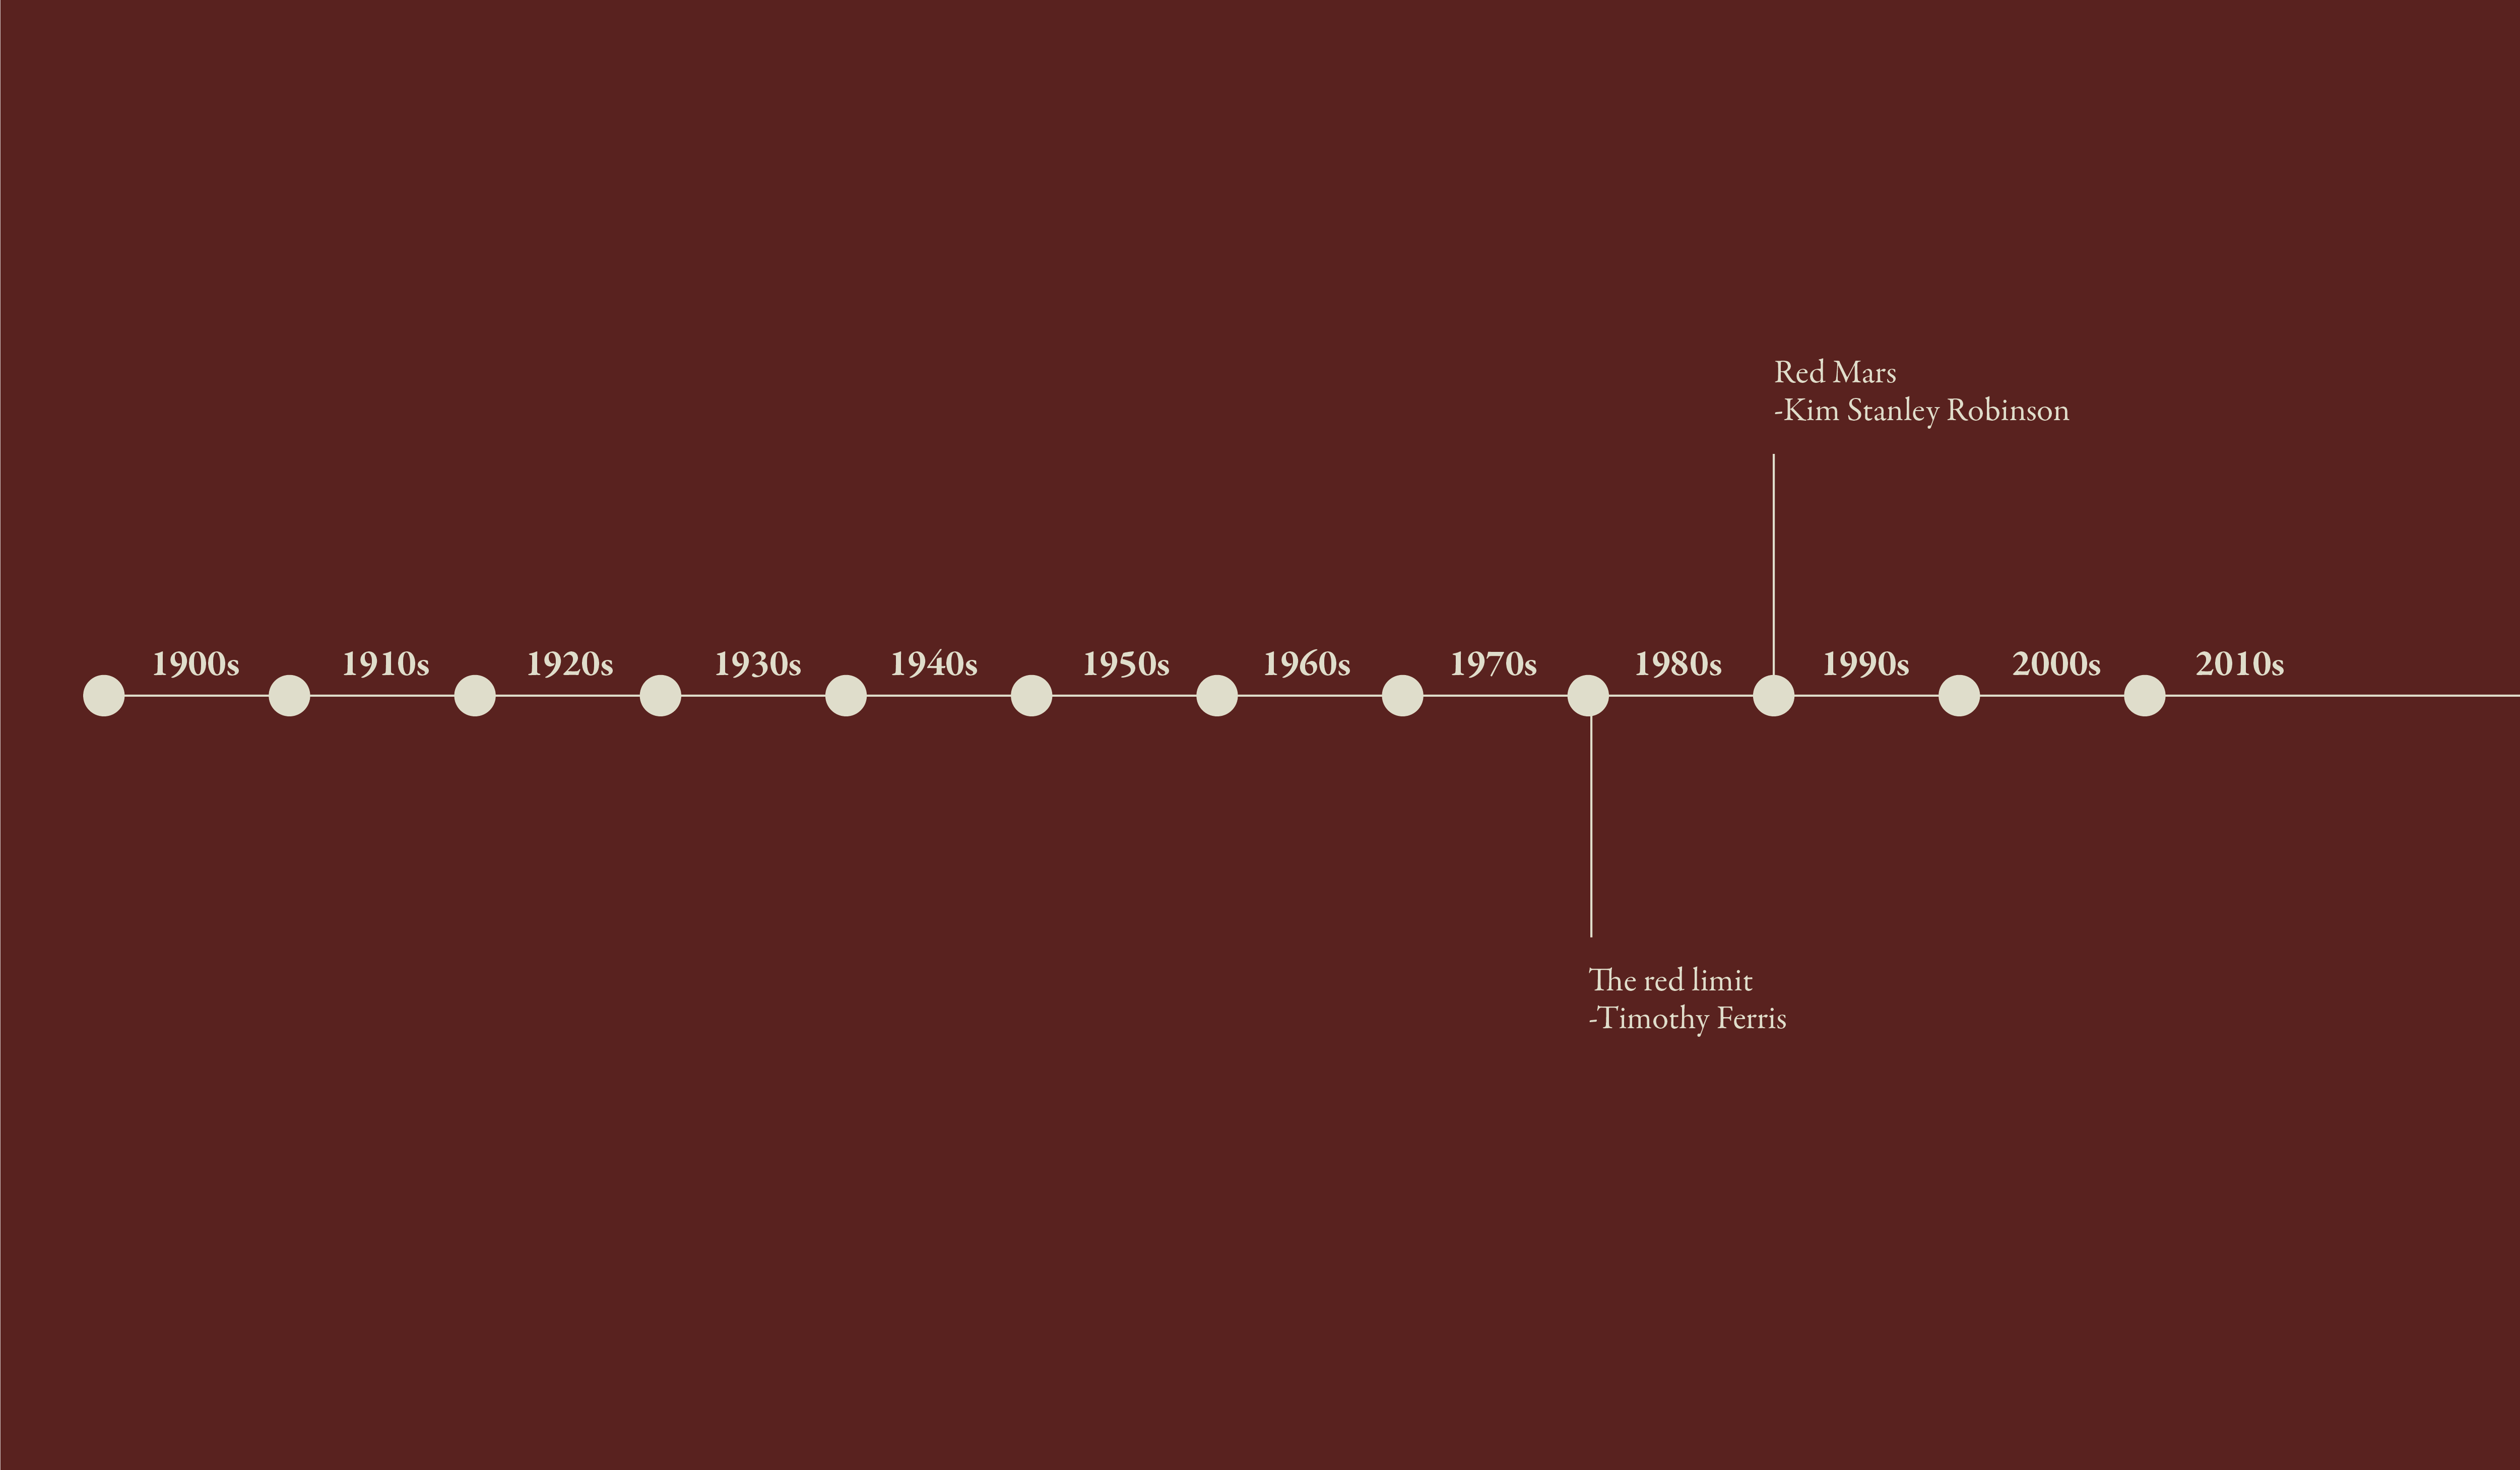 Red Mars
-Kim Stanley Robinson
1900s 1910s 1920s 1930s 1940s 1950s 1960s 1970s 1980s 1990s 2000s 2010s
The red limit
-Timothy Ferris